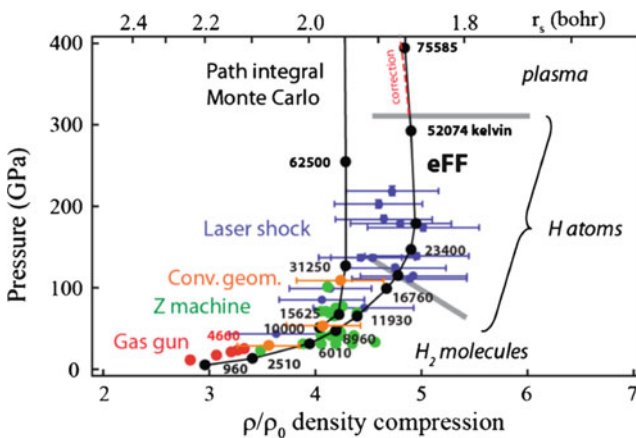 2.4 2.2 2.0 1.8 r_s (bohr)
400
300
200
100
0
Pressure (GPa)
Path integral
Monte Carlo
correction
75585
plasma
52074 kelvin
62500
eFF
Laser shock
H atoms
31250
23400
Conv. geom.
16760
Z machine
15625
11930
10000
Gas gun
4600
8960
6010
H₂ molecules
2510
960
2 3 4 5 6 7
ρ/ρ₀ density compression